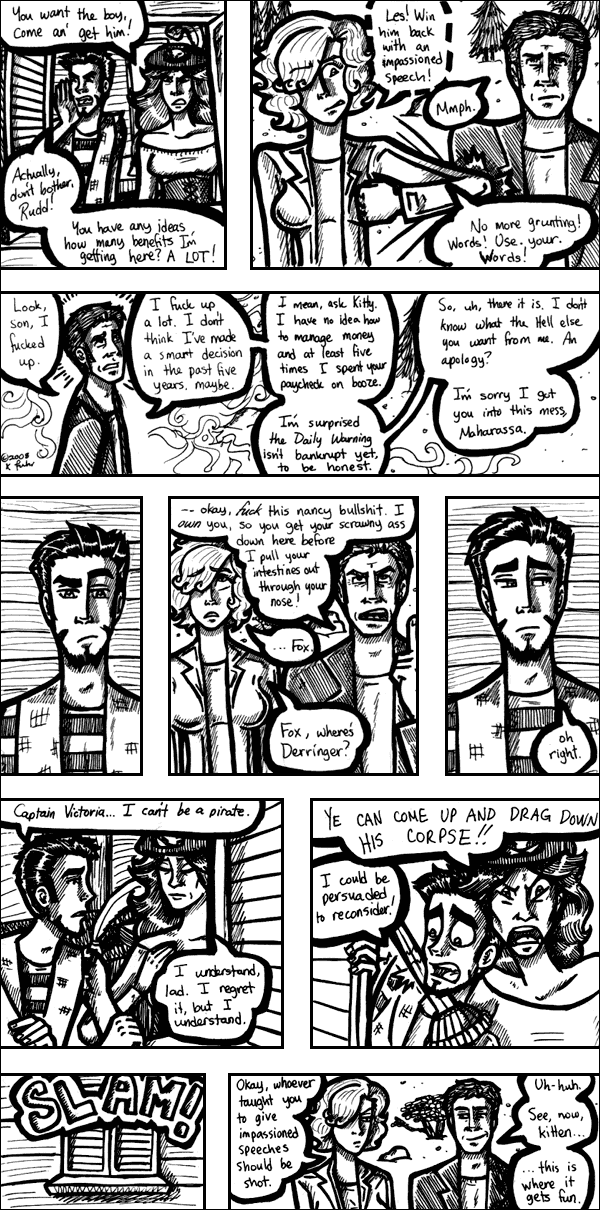 You want the boy,
Come an' get him!
Actually,
don't bother,
Rudd!
You have any ideas
how many benefits I'm
getting here? A LOT!
Les! Win
him back
with an
impassioned
speech!
Mmph.
No more grunting!
Words! Use. your.
Words!
Look,
son, I
fucked
up.
I fuck up
a lot. I don't
think I've made
a smart decision
in the past five
years, maybe.
I mean, ask Kitty.
I have no idea how
to manage money
and at least five
times I spent your
paycheck on booze.
I'm surprised
the Daily Warning
isn't bankrupt yet,
to be honest.
So, uh, there it is. I don't
know what the Hell else
you want from me. An
apology?
I'm sorry I got
you into this mess,
Maharassa.
©2008
K Fuhr
-- okay, fuck this nancy bullshit. I
own you, so you get your scrawny ass
down here before
I pull your
intestines out
through your
nose!
... Fox.
Fox, where's
Derringer?
oh
right.
Captain Victoria... I can't be a pirate.
I understand,
lad. I regret
it, but I
understand.
YE CAN COME UP AND DRAG DOWN
HIS CORPSE!!
I could be
persuaded
to reconsider!
SLAM!
Okay, whoever
taught you
to give
impassioned
speeches
should be
shot.
Uh-huh.
See, now,
kitten...
...this is
where it
gets fun.